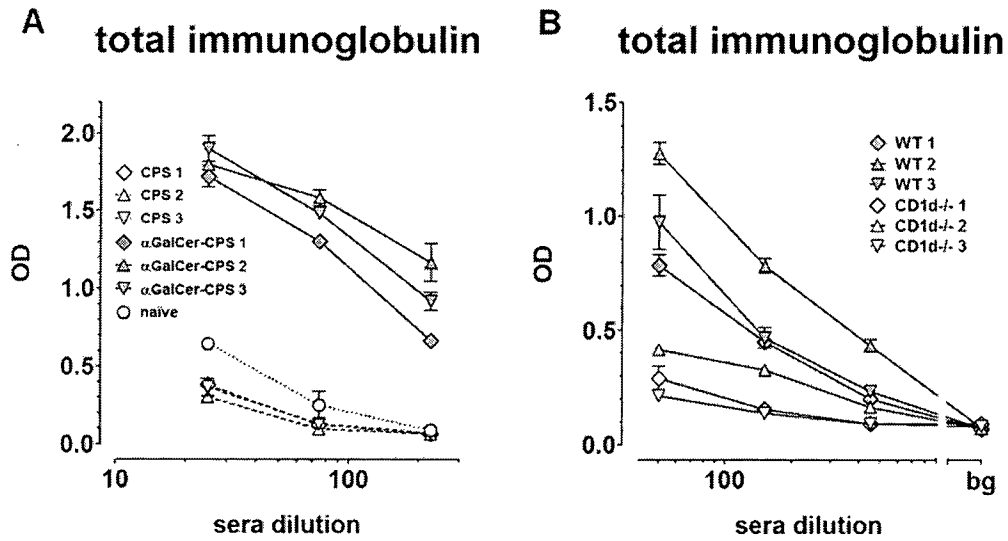 A
total immunoglobulin
OD
2.0
1.5
1.0
0.5
0.0
10
100
sera dilution
CPS 1
CPS 2
CPS 3
αGalCer-CPS 1
αGalCer-CPS 2
αGalCer-CPS 3
naïve
B
total immunoglobulin
OD
1.5
1.0
0.5
0.0
100
bg
sera dilution
WT 1
WT 2
WT 3
CD1d-/- 1
CD1d-/- 2
CD1d-/- 3